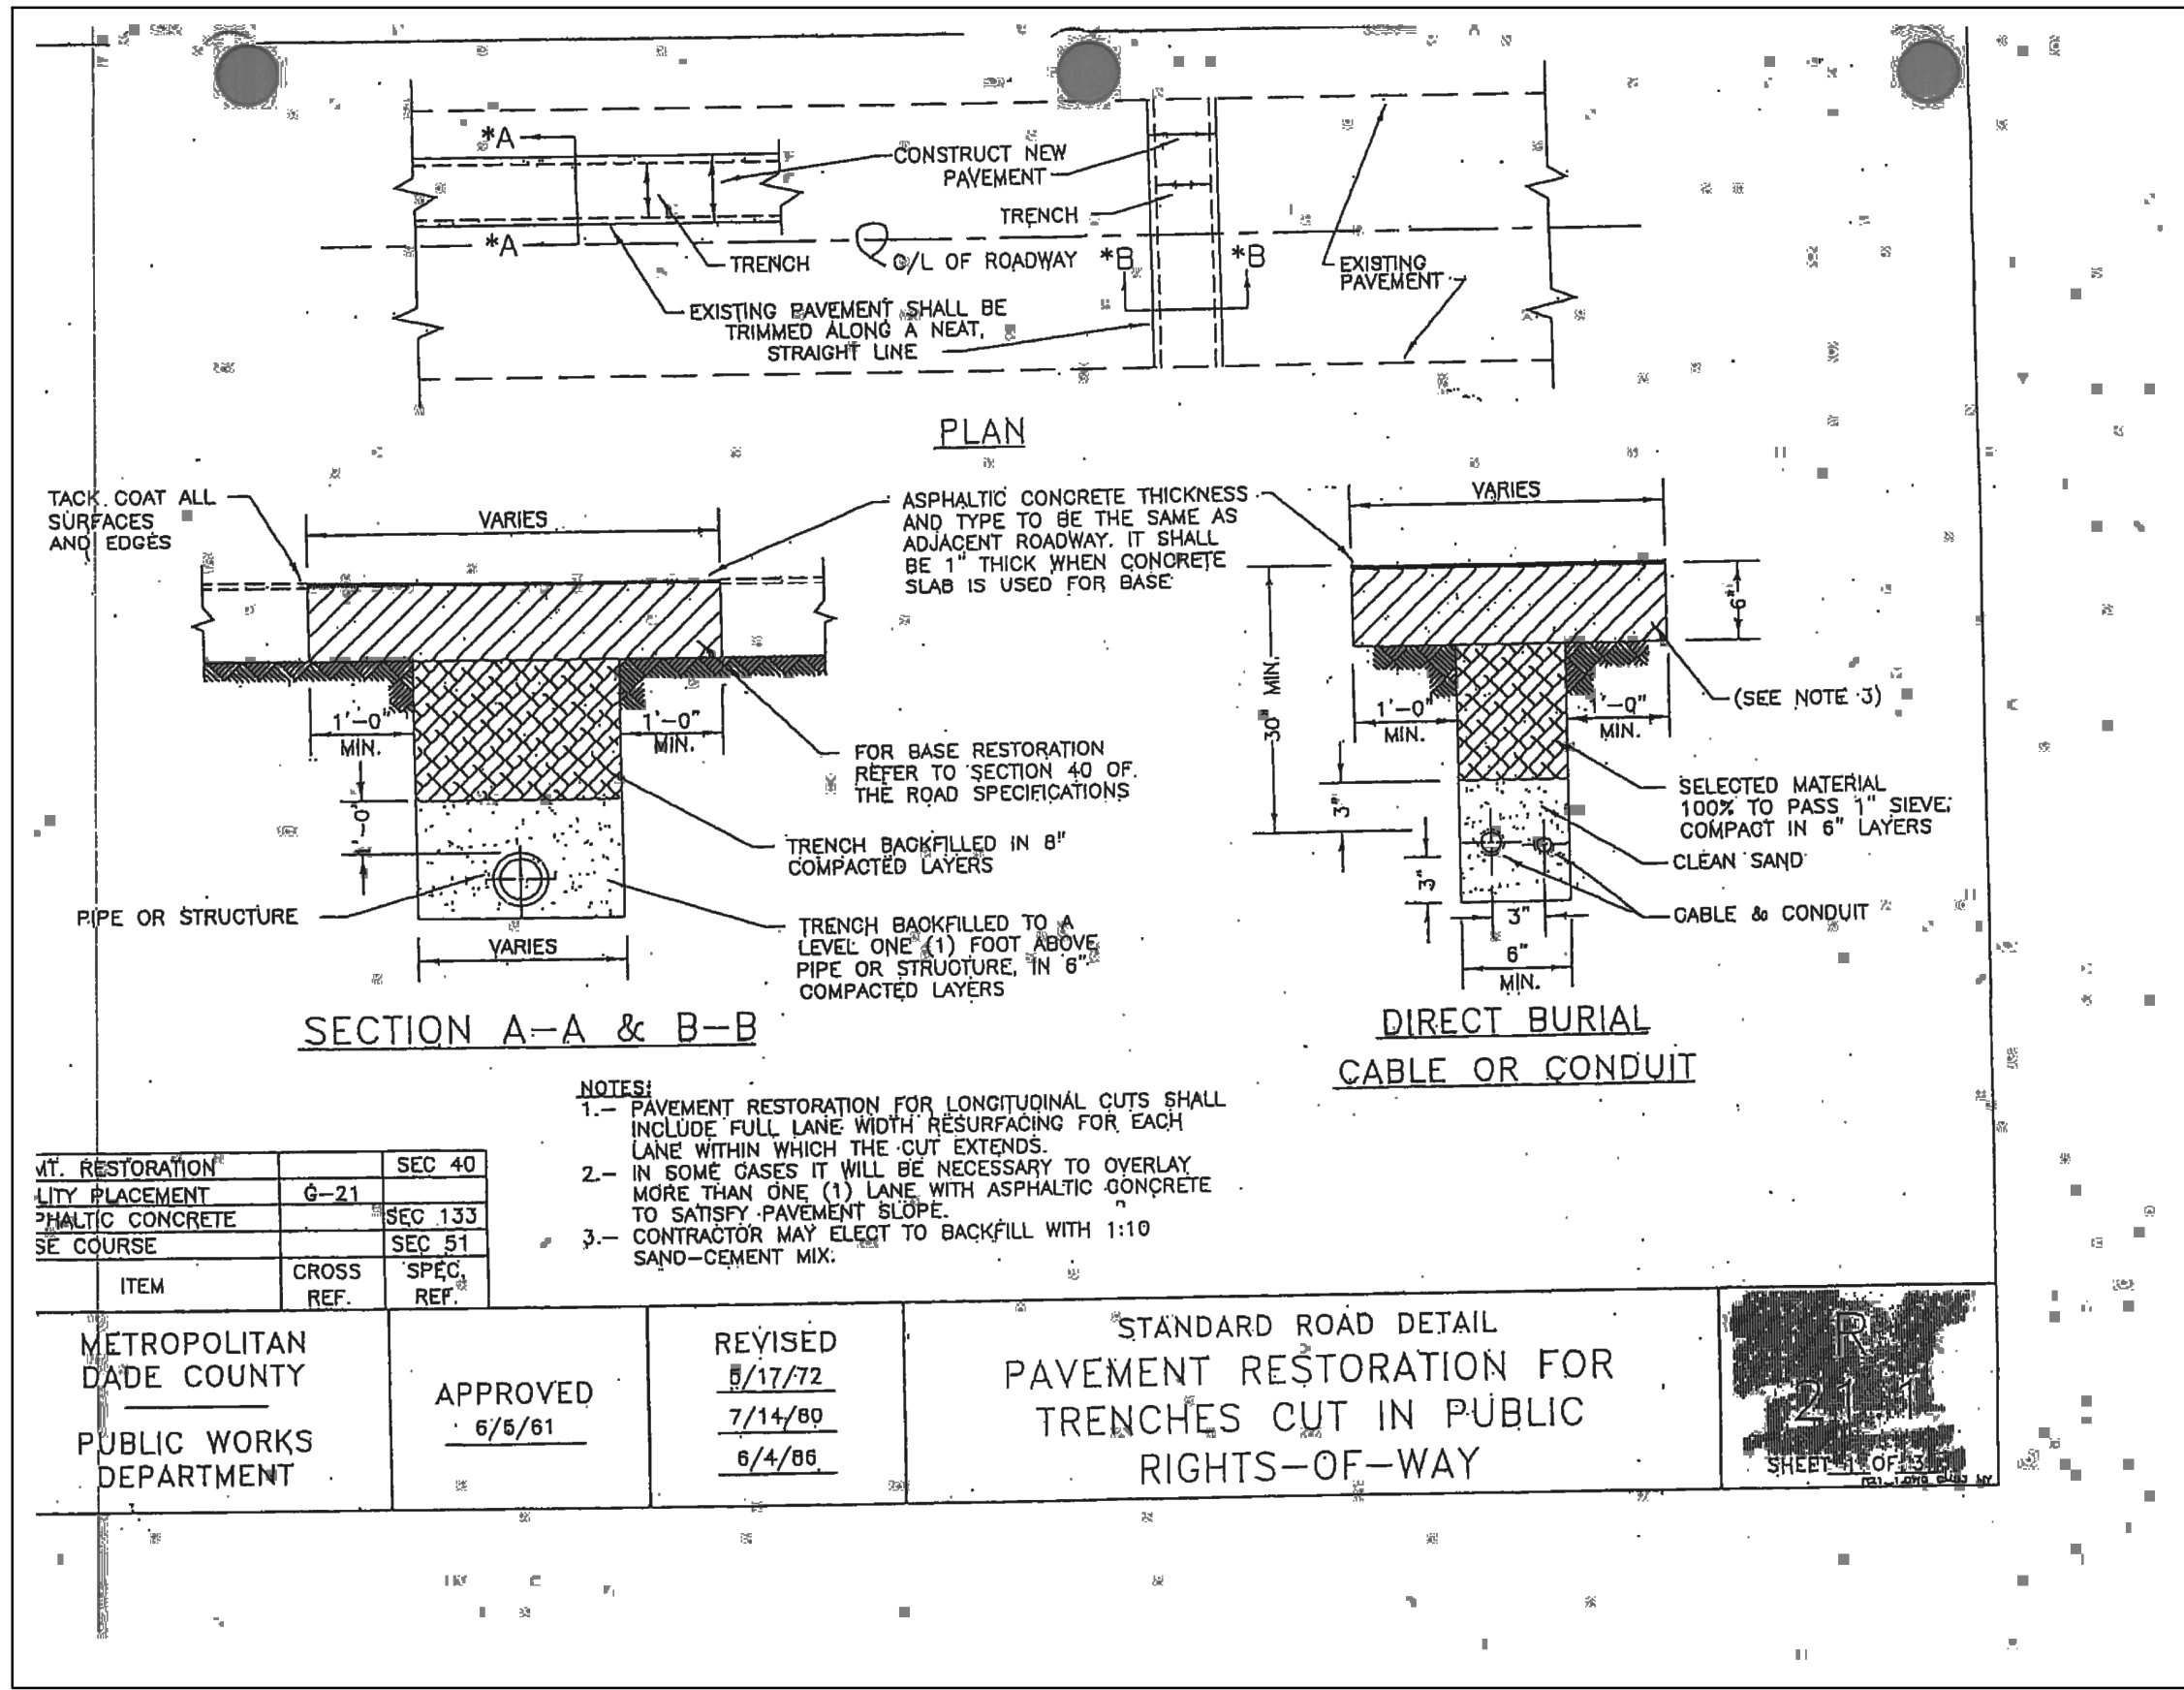 *A
*A
CONSTRUCT NEW
PAVEMENT
TRENCH
TRENCH
/L OF ROADWAY
*B
*B
EXISTING
PAVEMENT
EXISTING PAVEMENT SHALL BE
TRIMMED ALONG A NEAT,
STRAIGHT LINE
PLAN
TACK COAT ALL
SURFACES
AND EDGES
VARIES
ASPHALTIC CONCRETE THICKNESS
AND TYPE TO BE THE SAME AS
ADJACENT ROADWAY. IT SHALL
BE 1" THICK WHEN CONCRETE
SLAB IS USED FOR BASE
1'-0"
MIN.
1'-0"
MIN.
FOR BASE RESTORATION
REFER TO SECTION 40 OF
THE ROAD SPECIFICATIONS
TRENCH BACKFILLED IN 8"
COMPACTED LAYERS
PIPE OR STRUCTURE
TRENCH BACKFILLED TO A
LEVEL ONE (1) FOOT ABOVE
PIPE OR STRUCTURE, IN 6"
COMPACTED LAYERS
VARIES
SECTION A-A & B-B
VARIES
6"
30" MIN.
1'-0"
MIN.
1'-0"
MIN.
(SEE NOTE 3)
3"
SELECTED MATERIAL
100% TO PASS 1" SIEVE;
COMPACT IN 6" LAYERS
CLEAN SAND
3"
CABLE & CONDUIT
3"
6"
MIN.
DIRECT BURIAL
CABLE OR CONDUIT
NOTES:
1.- PAVEMENT RESTORATION FOR LONGITUDINAL CUTS SHALL
INCLUDE FULL LANE WIDTH RESURFACING FOR EACH
LANE WITHIN WHICH THE CUT EXTENDS.
2.- IN SOME CASES IT WILL BE NECESSARY TO OVERLAY
MORE THAN ONE (1) LANE WITH ASPHALTIC CONCRETE
TO SATISFY PAVEMENT SLOPE.
3.- CONTRACTOR MAY ELECT TO BACKFILL WITH 1:10
SAND-CEMENT MIX.
MT. RESTORATION SEC 40
LITY PLACEMENT G-21
PHALTIC CONCRETE SEC 133
SE COURSE SEC 51
ITEM CROSS REF. SPEC. REF.
METROPOLITAN
DADE COUNTY
PUBLIC WORKS
DEPARTMENT
APPROVED
6/5/61
REVISED
5/17/72
7/14/80
6/4/86
STANDARD ROAD DETAIL
PAVEMENT RESTORATION FOR
TRENCHES CUT IN PUBLIC
RIGHTS-OF-WAY
R
21.1
SHEET 1 OF 3